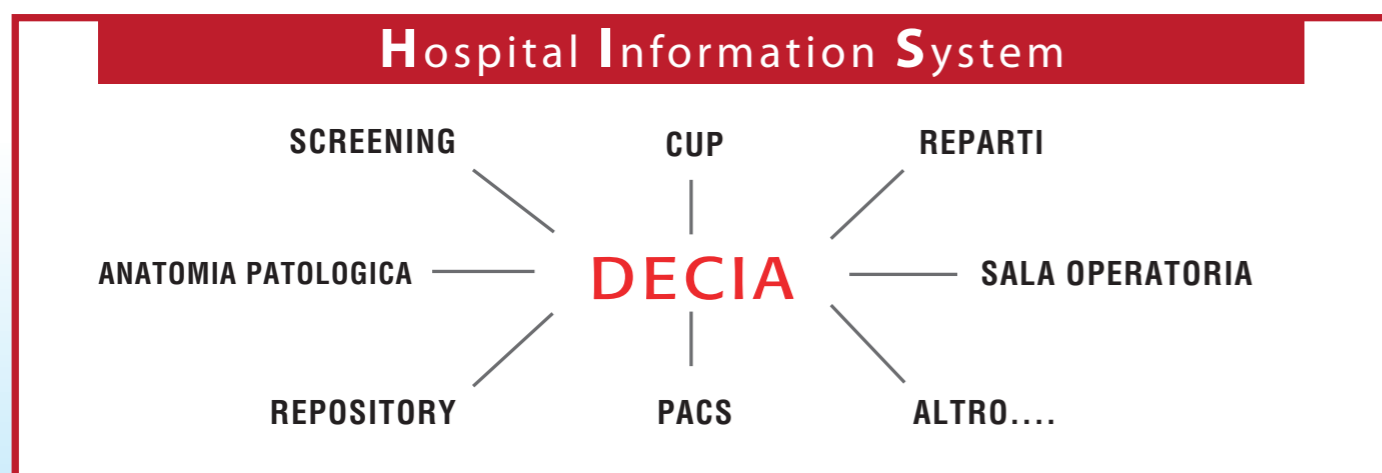 Hospital Information System
SCREENING CUP REPARTI
ANATOMIA PATOLOGICA DECIA SALA OPERATORIA
REPOSITORY PACS ALTRO....